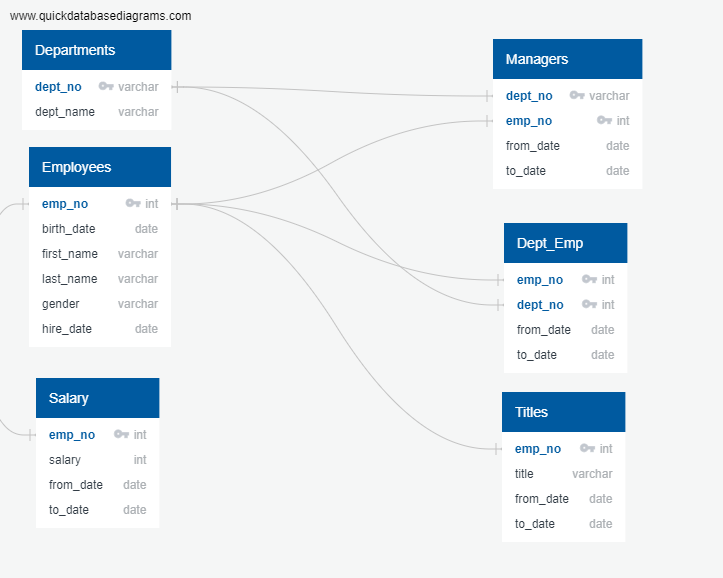 www.quickdatabasediagrams.com
Departments
dept_no varchar
dept_name varchar
Employees
emp_no int
birth_date date
first_name varchar
last_name varchar
gender varchar
hire_date date
Salary
emp_no int
salary int
from_date date
to_date date
Managers
dept_no varchar
emp_no int
from_date date
to_date date
Dept_Emp
emp_no int
dept_no int
from_date date
to_date date
Titles
emp_no int
title varchar
from_date date
to_date date